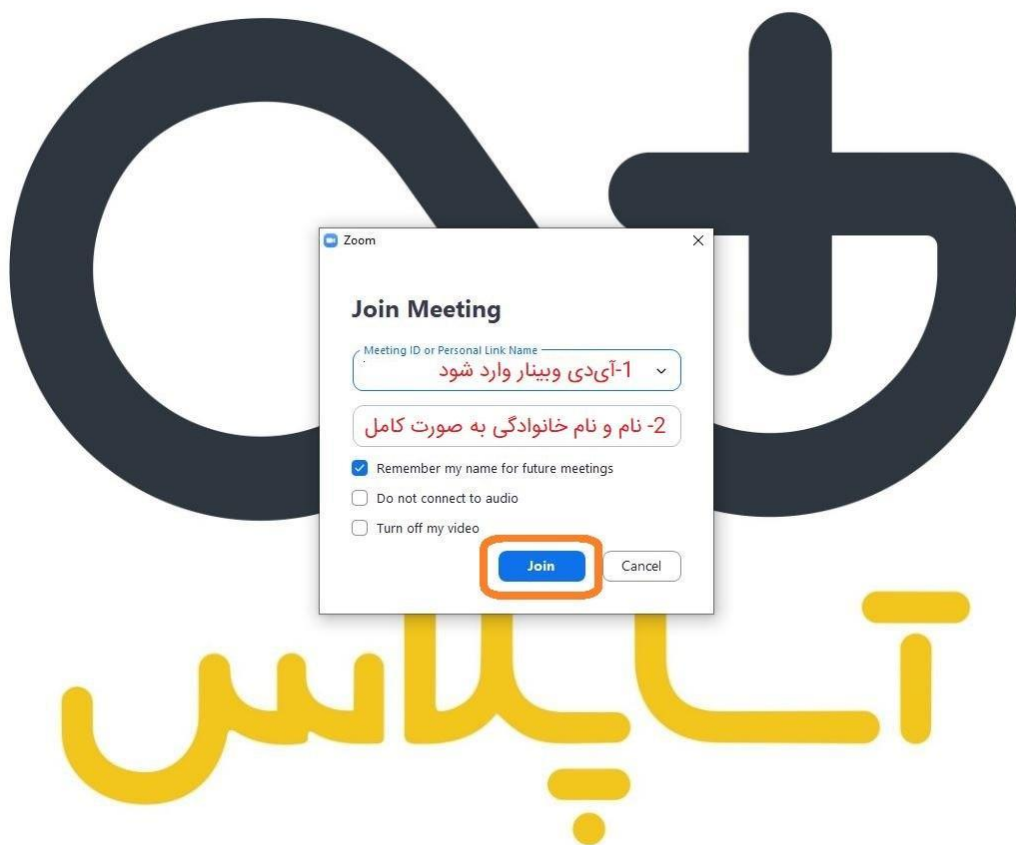 Zoom
Join Meeting
Meeting ID or Personal Link Name
1-آی‌دی وبینار وارد شود
2- نام و نام خانوادگی به صورت کامل
Remember my name for future meetings
Do not connect to audio
Turn off my video
Join Cancel